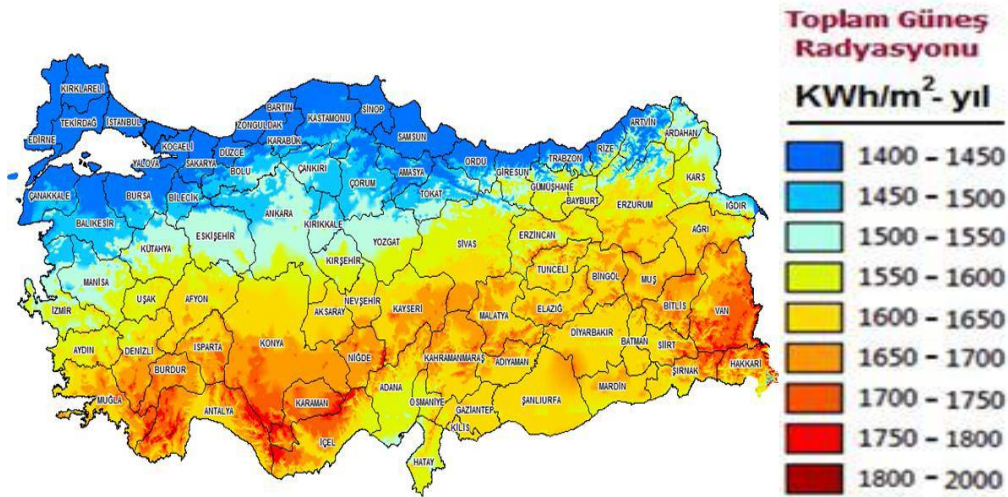 Toplam Güneş
Radyasyonu
KWh/m²- yıl
1400 - 1450
1450 - 1500
1500 - 1550
1550 - 1600
1600 - 1650
1650 - 1700
1700 - 1750
1750 - 1800
1800 - 2000
KIRKLARELİ
TEKİRDAĞ
İSTANBUL
EDİRNE
KOCAELİ
YALOVA
SAKARYA
DÜZCE
ZONGULDAK
BARTIN
KARABÜK
KASTAMONU
SİNOP
SAMSUN
BOLU
ÇANKIRI
ÇORUM
AMASYA
ORDU
GİRESUN
TRABZON
RİZE
ARTVİN
ARDAHAN
ÇANAKKALE
BURSA
BİLECİK
TOKAT
GÜMÜŞHANE
BAYBURT
ERZURUM
KARS
IĞDIR
BALIKESİR
KÜTAHYA
ESKİŞEHİR
ANKARA
KIRIKKALE
YOZGAT
SİVAS
ERZİNCAN
AĞRI
KIRŞEHİR
TUNCELİ
BİNGÖL
MUŞ
MANİSA
UŞAK
AFYON
NEVŞEHİR
AKSARAY
KAYSERİ
MALATYA
ELAZIĞ
BİTLİS
VAN
İZMİR
DİYARBAKIR
BATMAN
SİİRT
AYDIN
DENİZLİ
ISPARTA
KONYA
NİĞDE
KAHRAMANMARAŞ
ADIYAMAN
HAKKARİ
ŞIRNAK
BURDUR
MUĞLA
ANTALYA
KARAMAN
ADANA
OSMANİYE
GAZİANTEP
ŞANLIURFA
MARDİN
KİLİS
İÇEL
HATAY